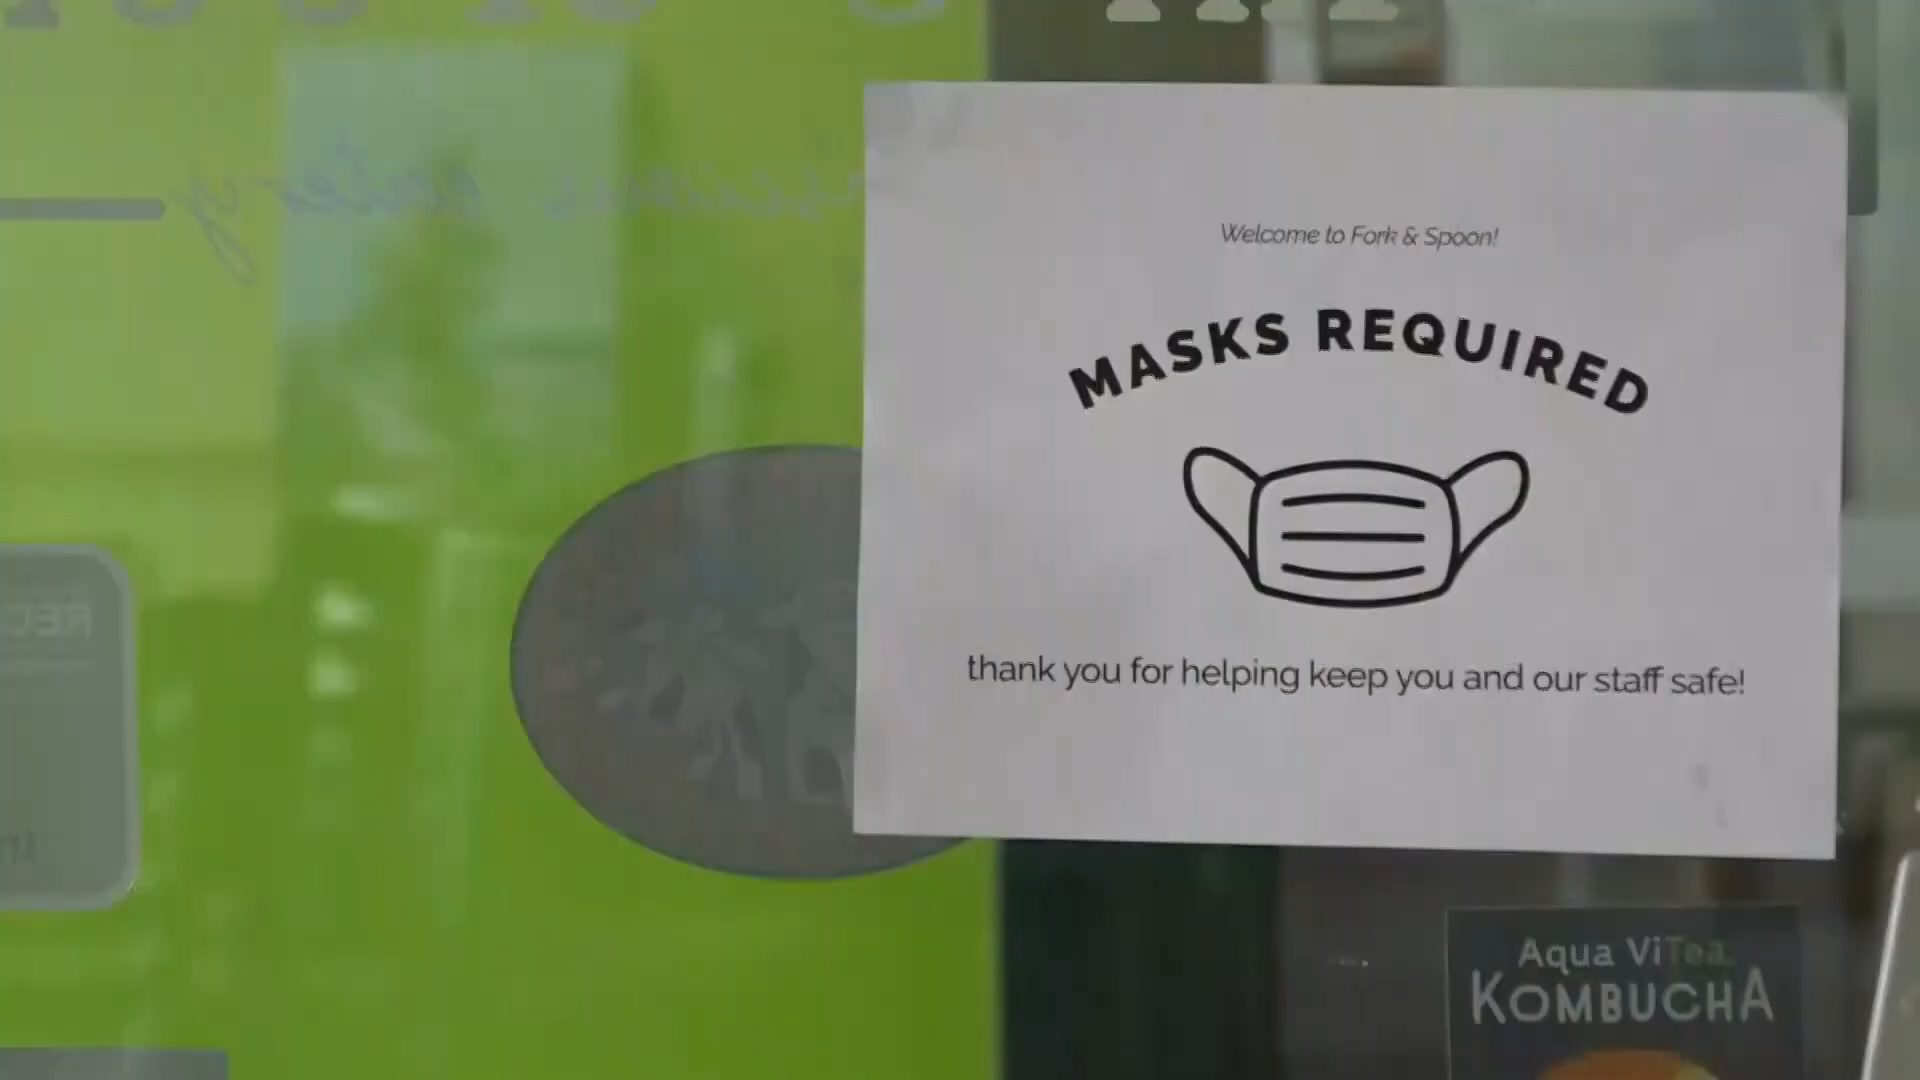 Welcome to Fork & Spoon!
MASKS REQUIRED
thank you for helping keep you and our staff safe!
Aqua ViTea
KOMBUCHA